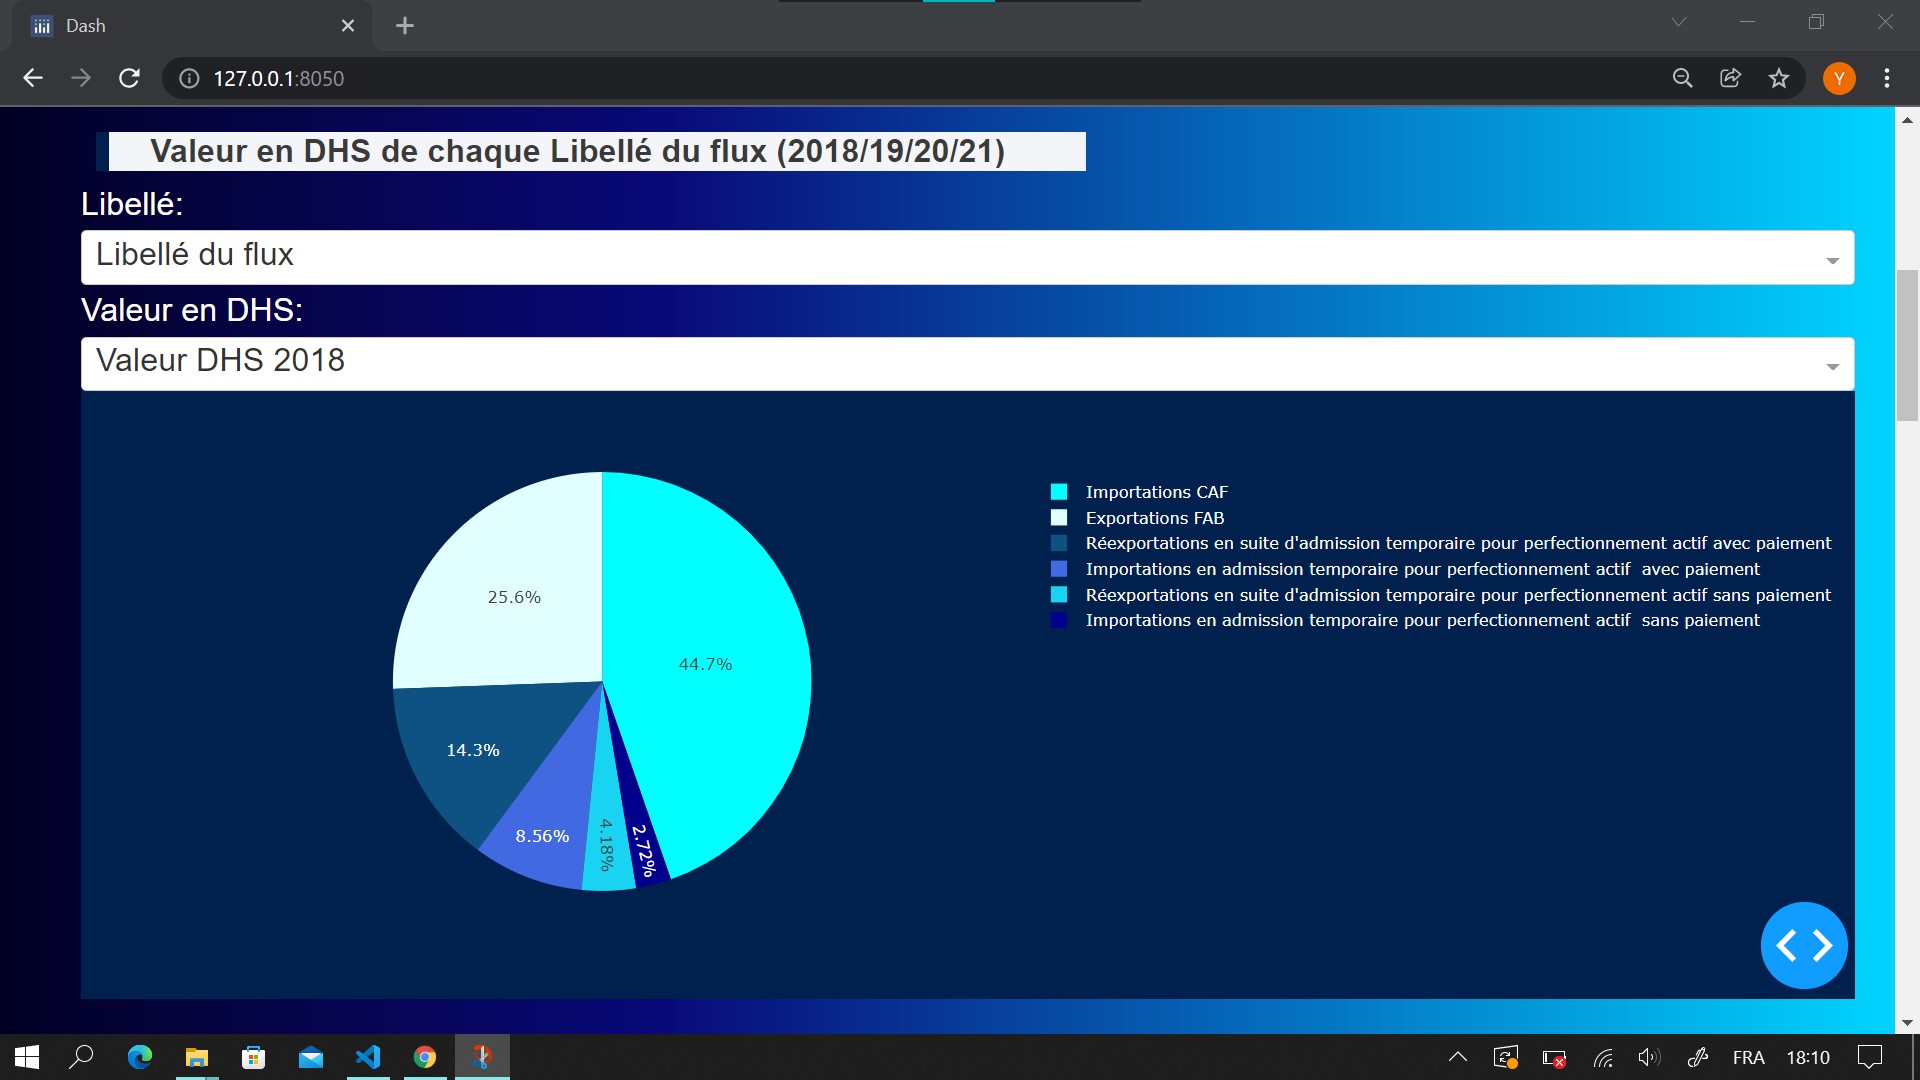 Dash
127.0.0.1:8050
Y
Valeur en DHS de chaque Libellé du flux (2018/19/20/21)
Libellé:
Libellé du flux
Valeur en DHS:
Valeur DHS 2018
Importations CAF
Exportations FAB
Réexportations en suite d'admission temporaire pour perfectionnement actif avec paiement
Importations en admission temporaire pour perfectionnement actif  avec paiement
Réexportations en suite d'admission temporaire pour perfectionnement actif sans paiement
Importations en admission temporaire pour perfectionnement actif  sans paiement
25.6%
44.7%
14.3%
8.56%
4.18%
2.72%
FRA
18:10